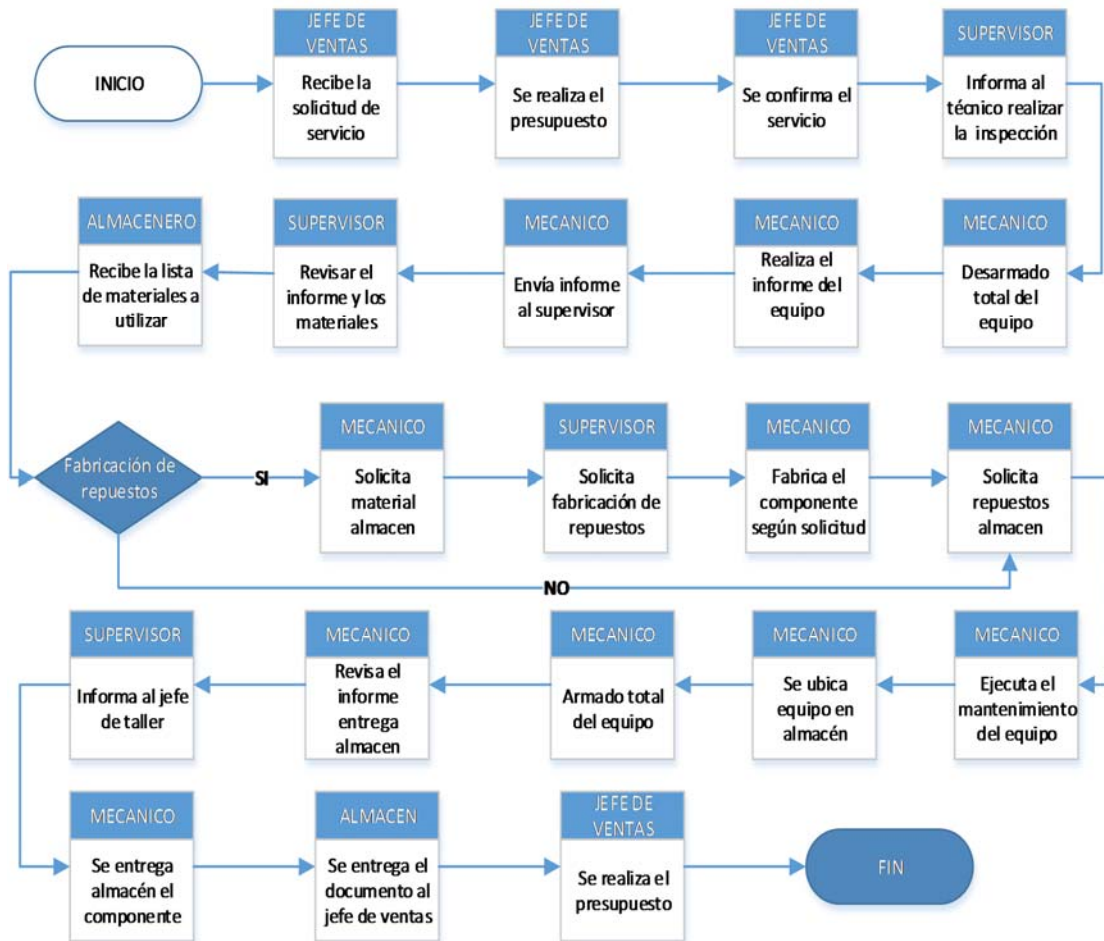 INICIO
JEFE DE
VENTAS
Recibe la
solicitud de
servicio
JEFE DE
VENTAS
Se realiza el
presupuesto
JEFE DE
VENTAS
Se confirma el
servicio
SUPERVISOR
Informa al
técnico realizar
la inspección
ALMACENERO
Recibe la lista
de materiales a
utilizar
SUPERVISOR
Revisar el
informe y los
materiales
MECANICO
Envía informe
al supervisor
MECANICO
Realiza el
informe del
equipo
MECANICO
Desarmado
total del
equipo
Fabricación de
repuestos
SI
MECANICO
Solicita
material
almacen
SUPERVISOR
Solicita
fabricación de
repuestos
MECANICO
Fabrica el
componente
según solicitud
MECANICO
Solicita
repuestos
almacen
NO
SUPERVISOR
Informa al jefe
de taller
MECANICO
Revisa el
informe
entrega
almacen
MECANICO
Armado total
del equipo
MECANICO
Se ubica
equipo en
almacén
MECANICO
Ejecuta el
mantenimiento
del equipo
MECANICO
Se entrega
almacén el
componente
ALMACEN
Se entrega el
documento al
jefe de ventas
JEFE DE
VENTAS
Se realiza el
presupuesto
FIN